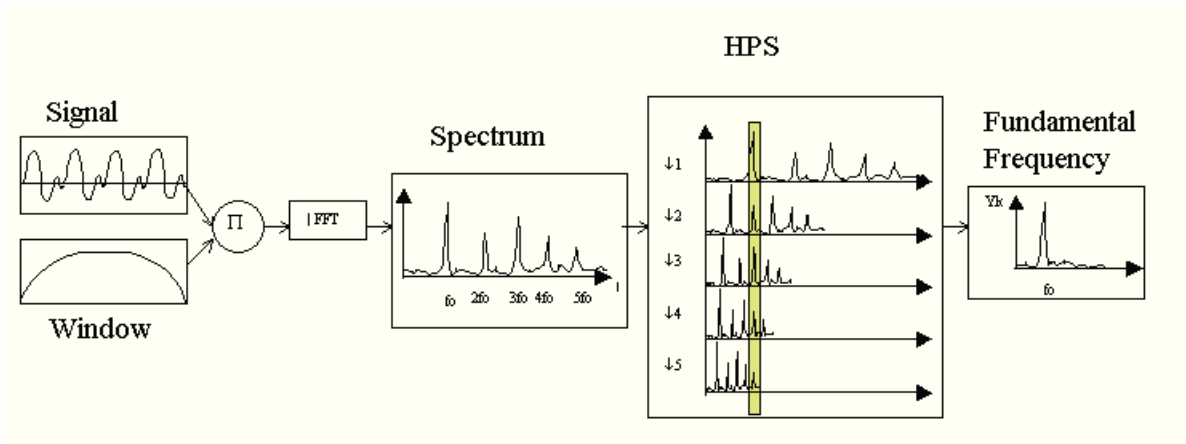 HPS
Signal
Spectrum
Fundamental
Frequency
Π
| FFT
↓1
↓2
↓3
↓4
↓5
fo 2fo 3fo 4fo 5fo
Yk
fo
Window